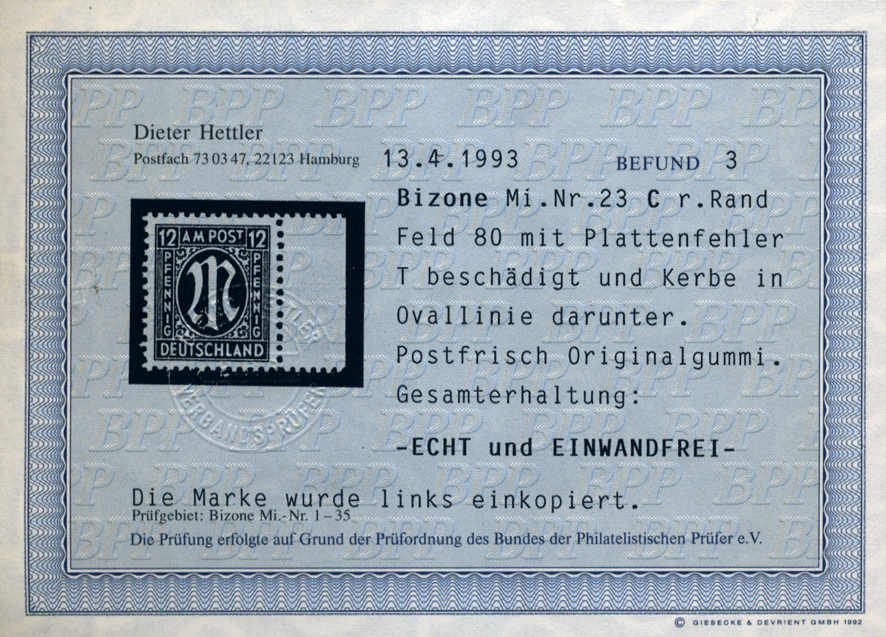 Dieter Hettler
Postfach 73 03 47, 22123 Hamburg
13.4.1993
BEFUND 3
Bizone Mi.Nr.23 C r.Rand
Feld 80 mit Plattenfehler
T beschädigt und Kerbe in
Ovallinie darunter.
Postfrisch Originalgummi.
Gesamterhaltung:
-ECHT und EINWANDFREI-
12 AM POST 12
PFENNIG
M
PFENNIG
DEUTSCHLAND
VERBANDSPRÜFER
Die Marke wurde links einkopiert.
Prüfgebiet: Bizone Mi.-Nr. 1–35
Die Prüfung erfolgte auf Grund der Prüfordnung des Bundes der Philatelistischen Prüfer e.V.
© GIESECKE & DEVRIENT GMBH 1992
BPP